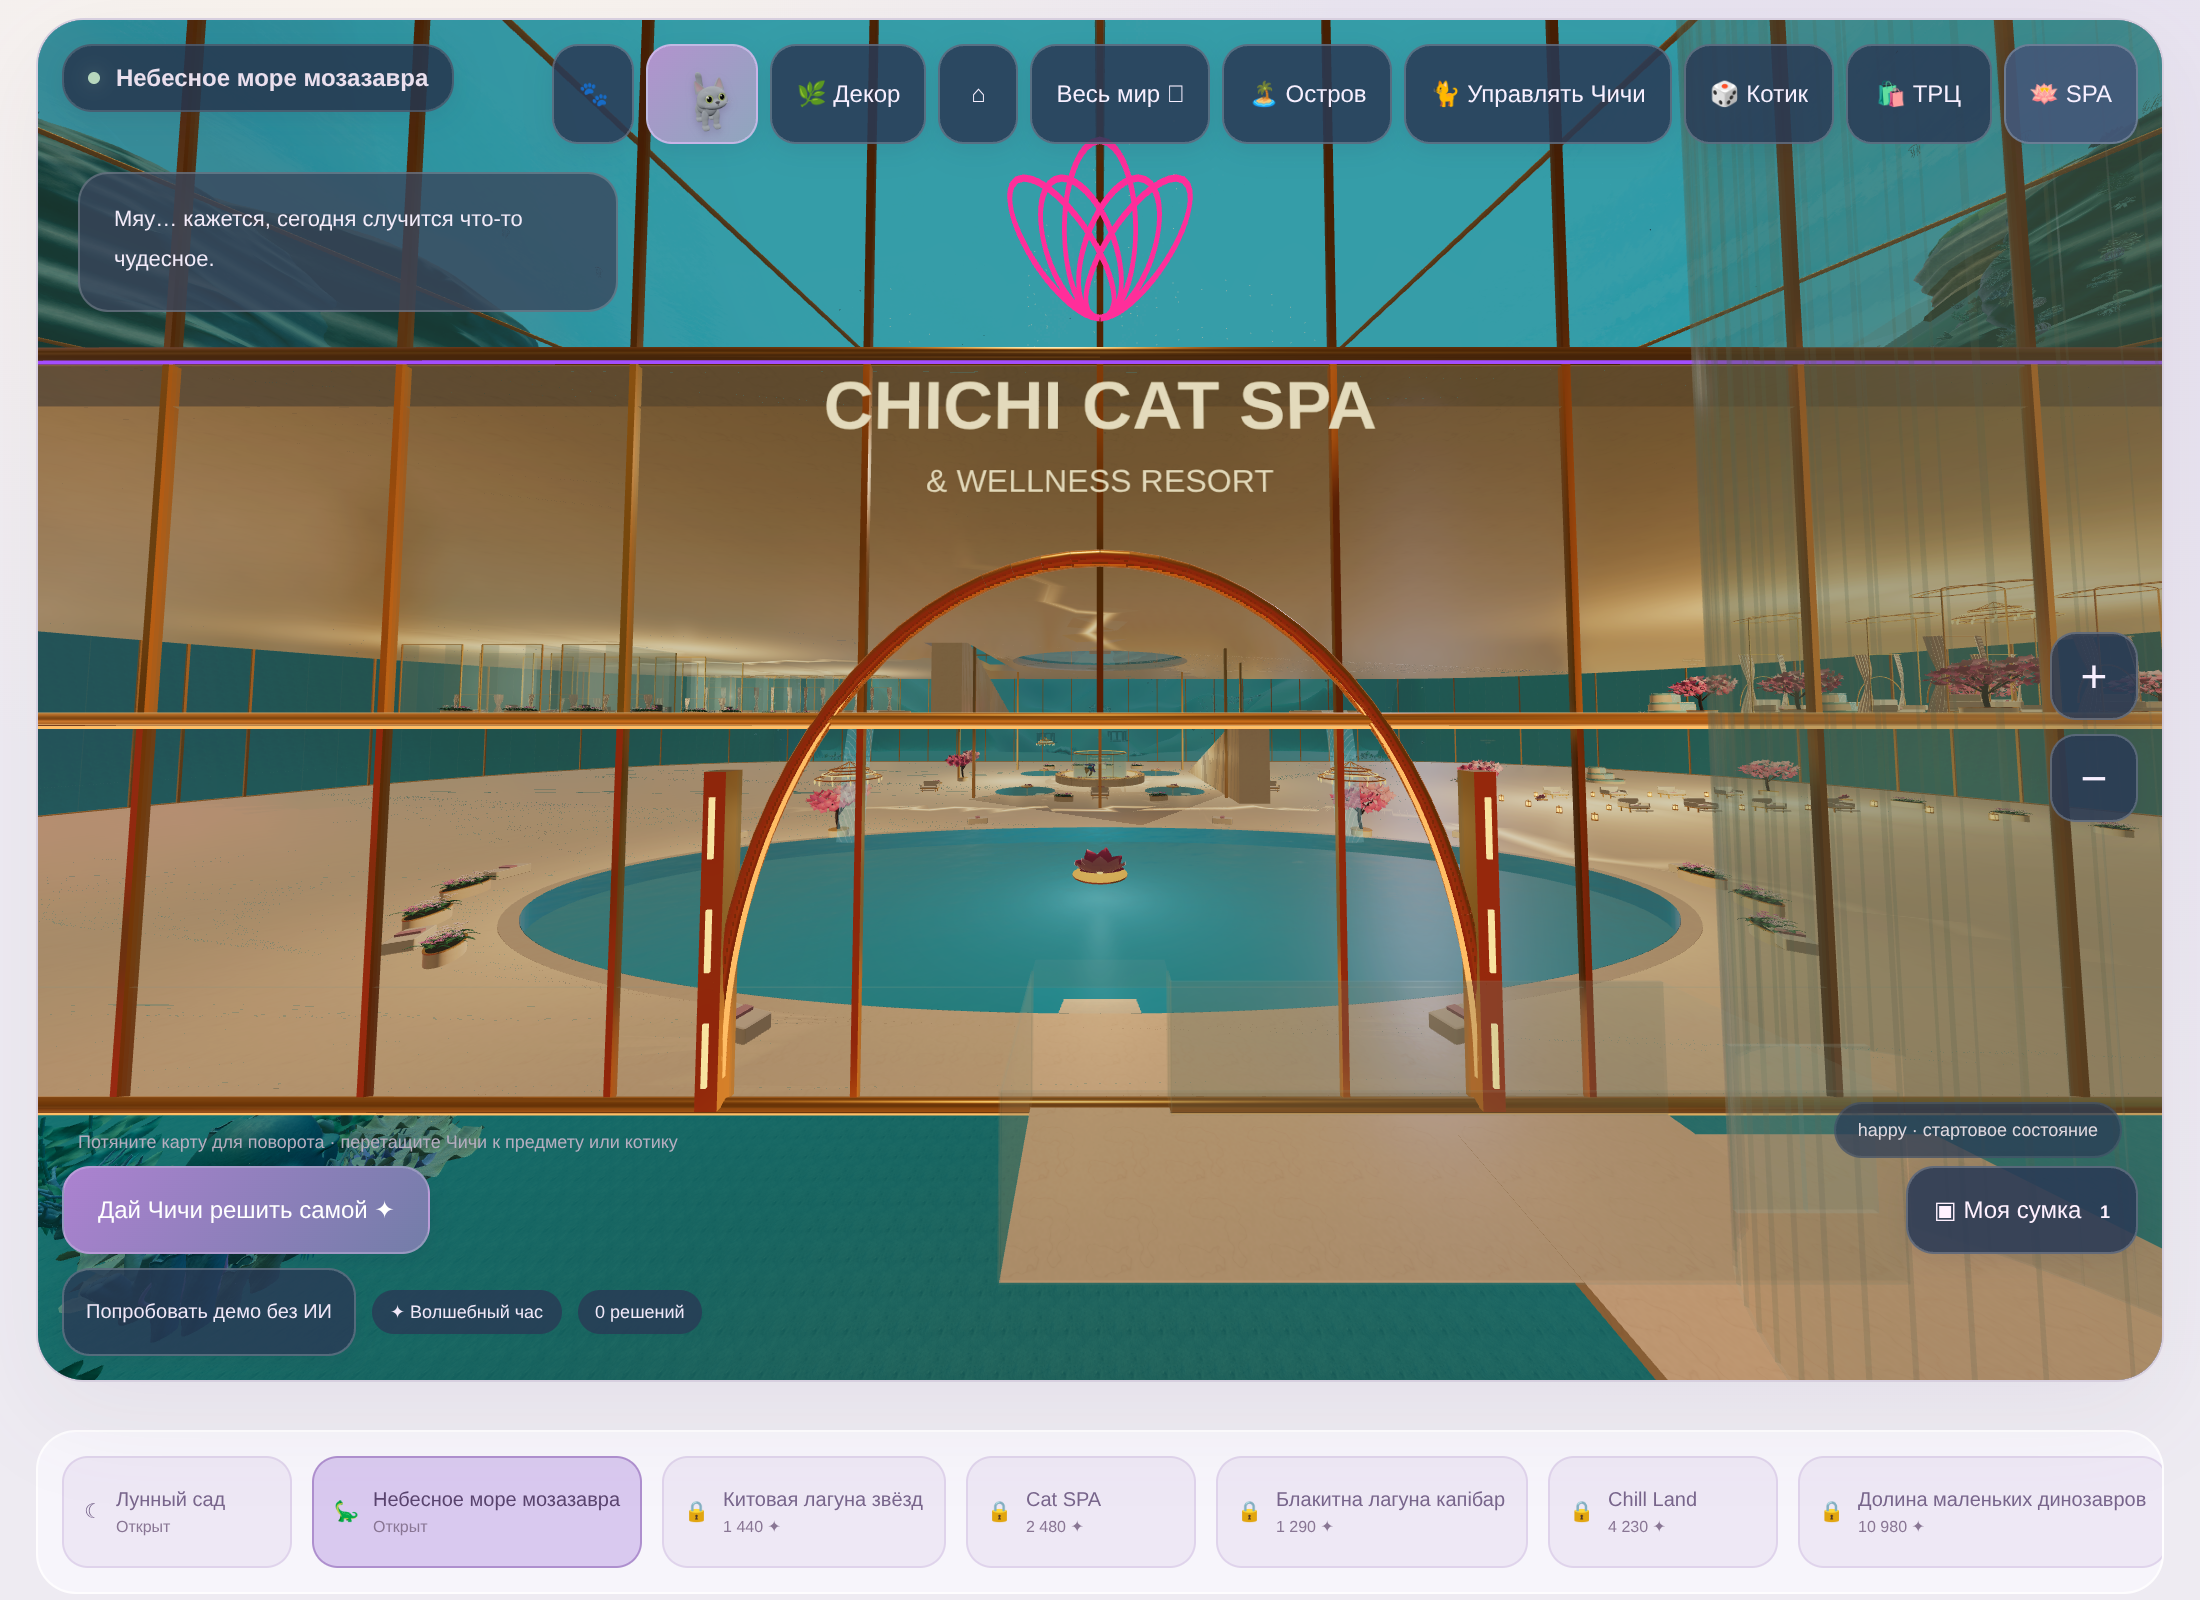 Небесное море мозазавра
Декор
Весь мир
Остров
Управлять Чичи
Котик
ТРЦ
SPA
Мяу… кажется, сегодня случится что-то
чудесное.
CHICHI CAT SPA
& WELLNESS RESORT
+
−
Потяните карту для поворота · перетащите Чичи к предмету или котику
happy · стартовое состояние
Дай Чичи решить самой ✦
Моя сумка 1
Попробовать демо без ИИ
✦ Волшебный час
0 решений
Лунный сад
Открыт
Небесное море мозазавра
Открыт
Китовая лагуна звёзд
1 440 ✦
Cat SPA
2 480 ✦
Блакитна лагуна капібар
1 290 ✦
Chill Land
4 230 ✦
Долина маленьких динозавров
10 980 ✦